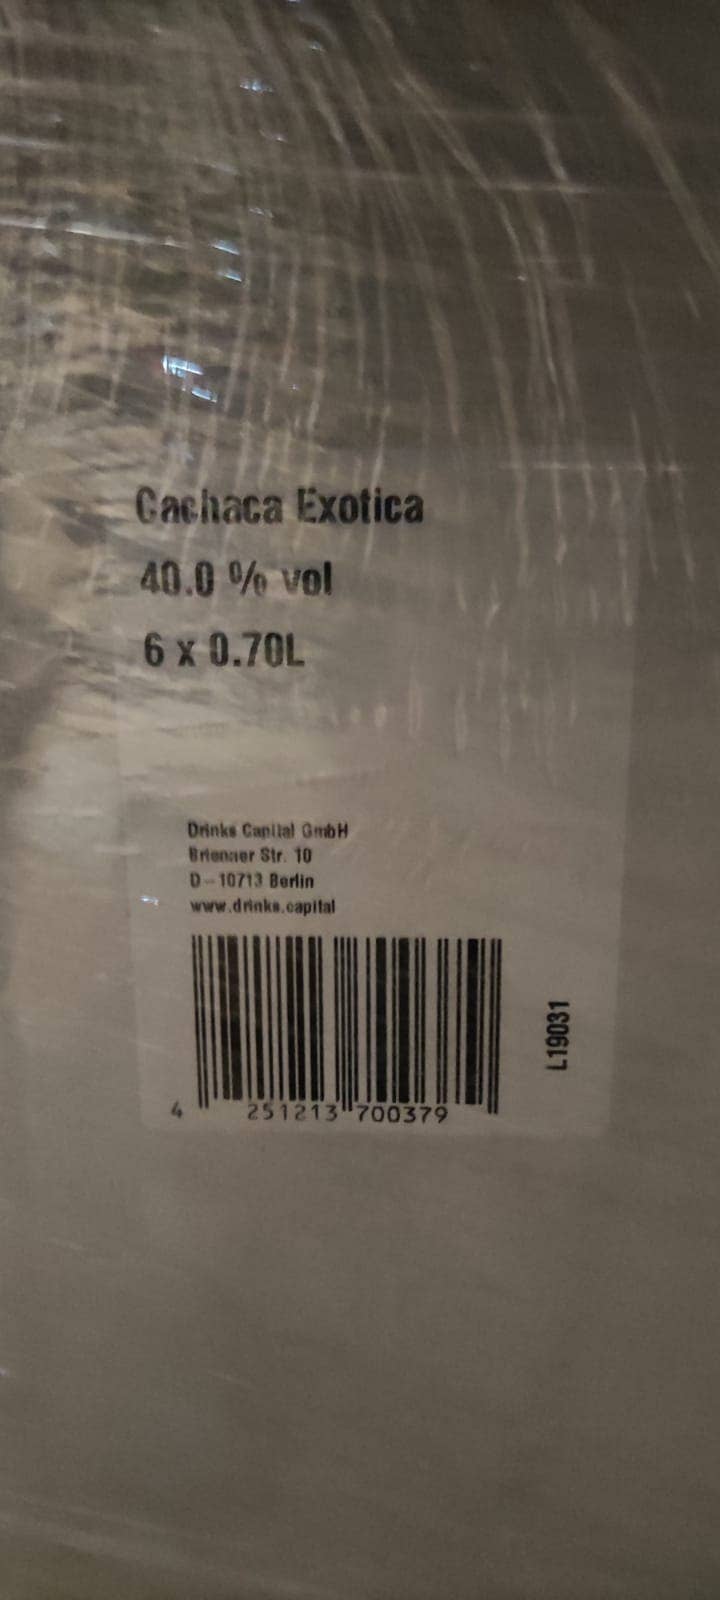 Cachaca Exotica
40.0 % vol
6 x 0.70L
Drinks Capital GmbH
Brienner Str. 10
D - 10713 Berlin
www.drinks.capital
L19031
4 251213 700379